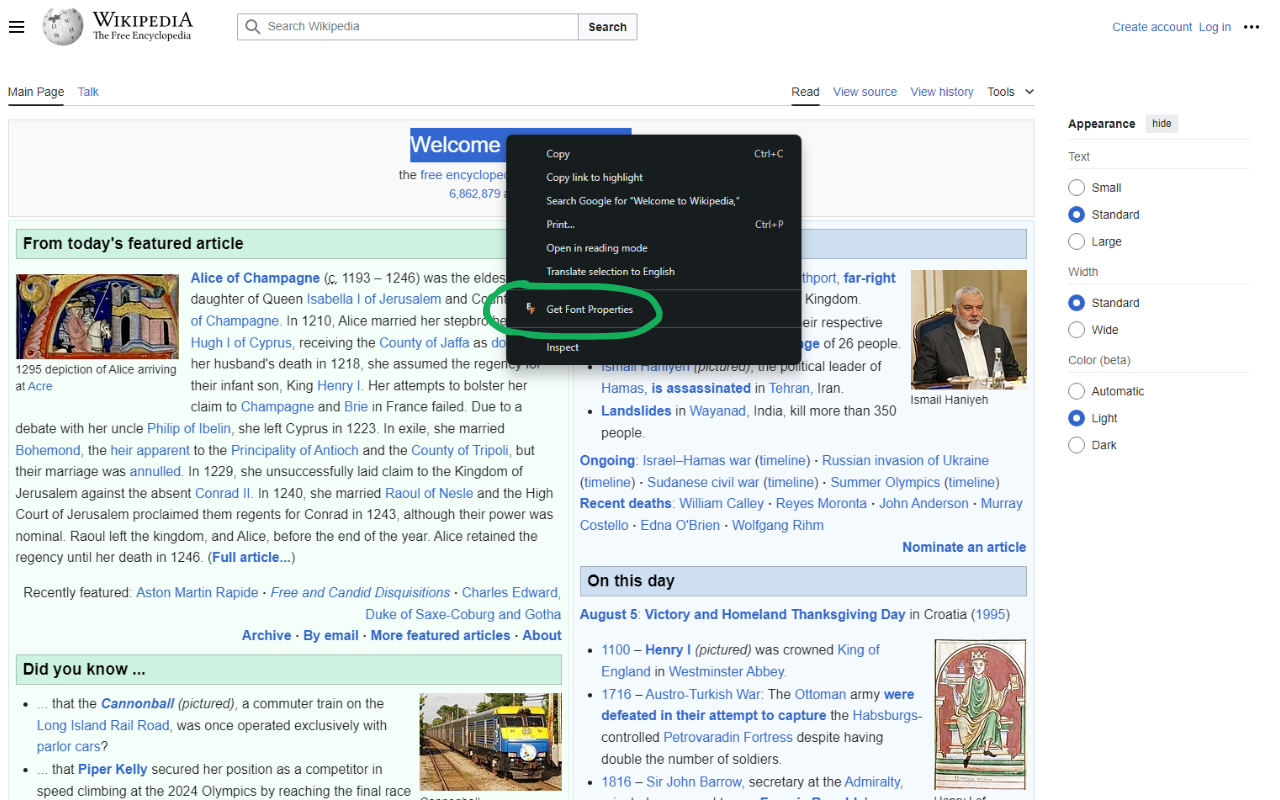 WIKIPEDIA
The Free Encyclopedia
Search Wikipedia
Search
Create account Log in
Main Page Talk
Read View source View history Tools
Welcome
the free encyclopedia
6,862,879
Copy Ctrl+C
Copy link to highlight
Search Google for “Welcome to Wikipedia,”
Print... Ctrl+P
Open in reading mode
Translate selection to English
Get Font Properties
Inspect
From today's featured article
Alice of Champagne (c. 1193 – 1246) was the eldest
daughter of Queen Isabella I of Jerusalem and Count
of Champagne. In 1210, Alice married her stepbrother
Hugh I of Cyprus, receiving the County of Jaffa as
her husband's death in 1218, she assumed the regency for
their infant son, King Henry I. Her attempts to bolster her
claim to Champagne and Brie in France failed. Due to a
debate with her uncle Philip of Ibelin, she left Cyprus in 1223. In exile, she married
Bohemond, the heir apparent to the Principality of Antioch and the County of Tripoli, but
their marriage was annulled. In 1229, she unsuccessfully laid claim to the Kingdom of
Jerusalem against the absent Conrad II. In 1240, she married Raoul of Nesle and the High
Court of Jerusalem proclaimed them regents for Conrad in 1243, although their power was
nominal. Raoul left the kingdom, and Alice, before the end of the year. Alice retained the
regency until her death in 1246. (Full article...)
1295 depiction of Alice arriving
at Acre
Recently featured: Aston Martin Rapide · Free and Candid Disquisitions · Charles Edward,
Duke of Saxe-Coburg and Gotha
Archive · By email · More featured articles · About
Did you know ...
• ... that the Cannonball (pictured), a commuter train on the
Long Island Rail Road, was once operated exclusively with
parlor cars?
• ... that Piper Kelly secured her position as a competitor in
speed climbing at the 2024 Olympics by reaching the final race
far-right
Kingdom.
respective
of 26 people.
• Ismail Haniyeh (pictured), the political leader of
Hamas, is assassinated in Tehran, Iran.
• Landslides in Wayanad, India, kill more than 350
people.
Ismail Haniyeh
Ongoing: Israel–Hamas war (timeline) · Russian invasion of Ukraine
(timeline) · Sudanese civil war (timeline) · Summer Olympics (timeline)
Recent deaths: William Calley · Reyes Moronta · John Anderson · Murray
Costello · Edna O'Brien · Wolfgang Rihm
Nominate an article
On this day
August 5: Victory and Homeland Thanksgiving Day in Croatia (1995)
• 1100 – Henry I (pictured) was crowned King of
England in Westminster Abbey.
• 1716 – Austro-Turkish War: The Ottoman army were
defeated in their attempt to capture the Habsburg-
controlled Petrovaradin Fortress despite having
double the number of soldiers.
• 1816 – Sir John Barrow, secretary at the Admiralty,
Appearance hide
Text
Small
Standard
Large
Width
Standard
Wide
Color (beta)
Automatic
Light
Dark